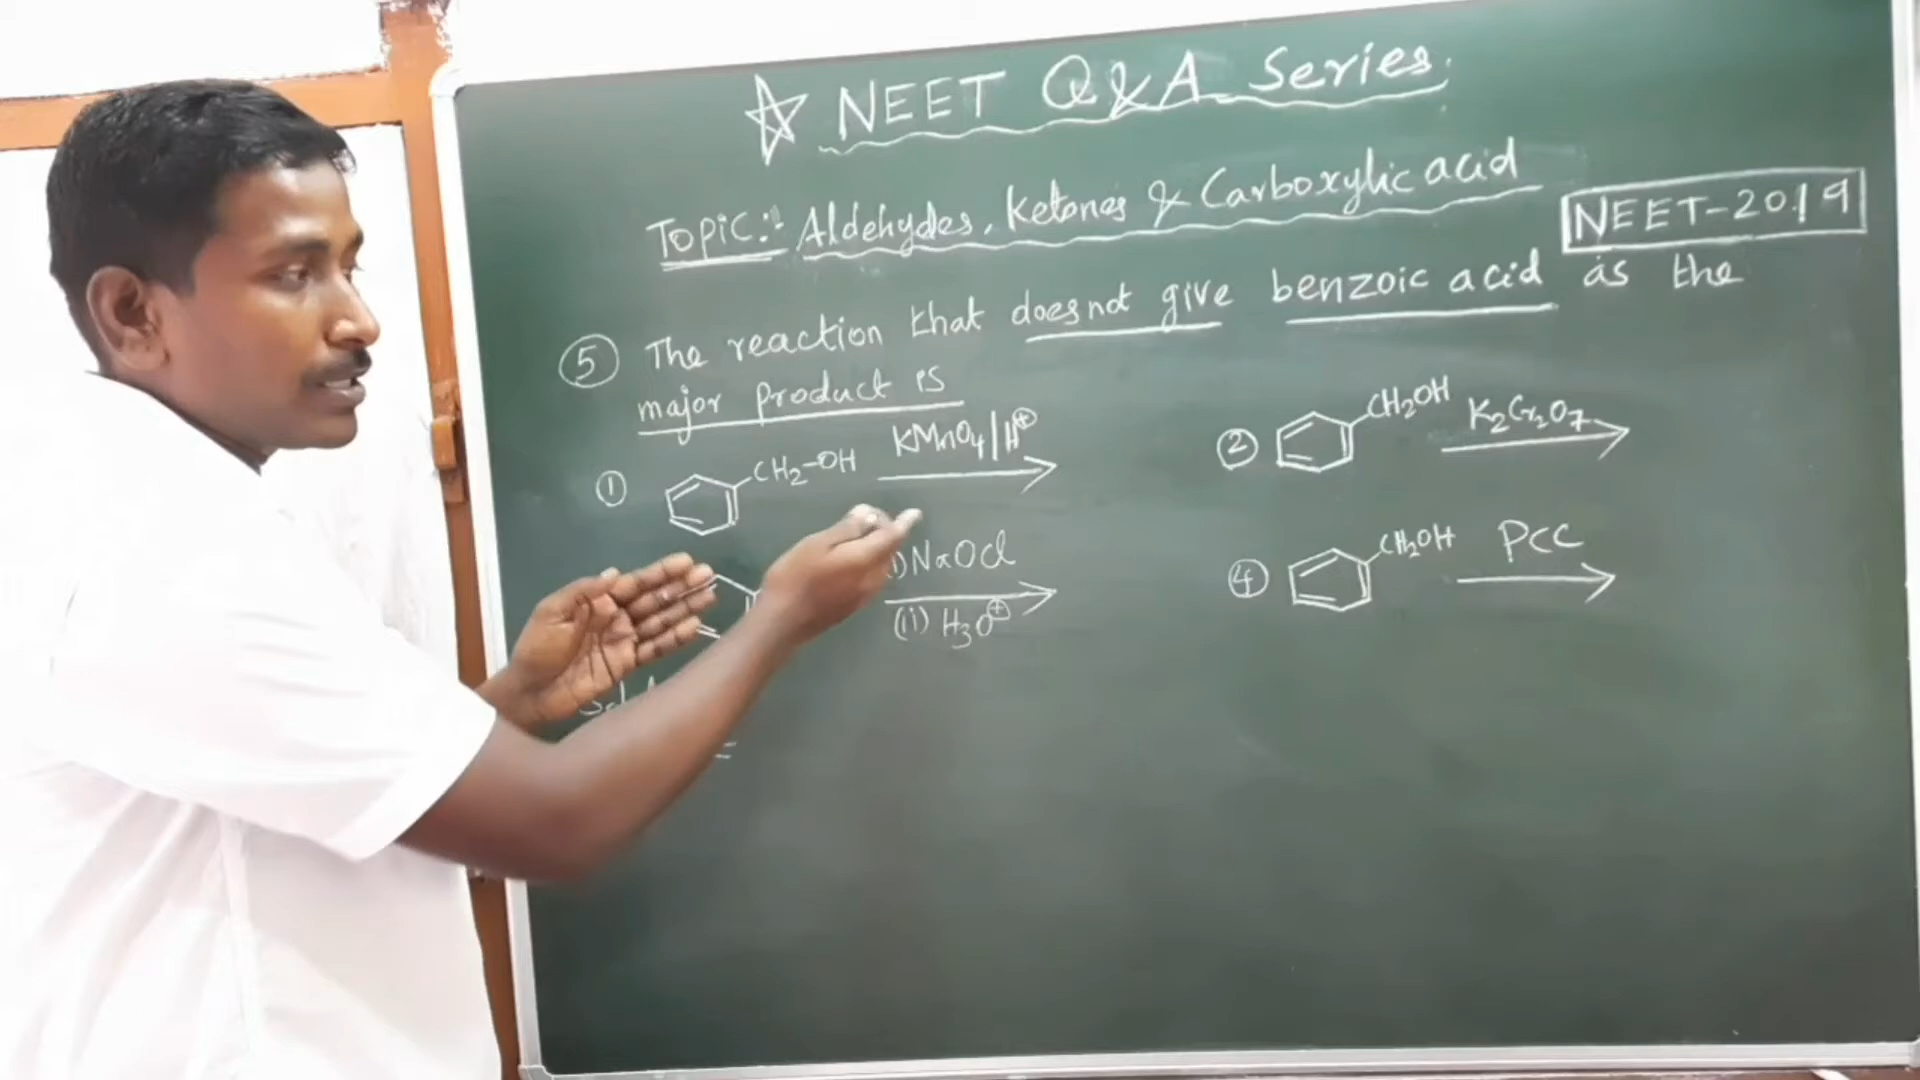 ☆ NEET Q&A Series.
TOPIC:- Aldehydes, Ketones & Carboxylic acid
NEET-2019
⑤ The reaction that does not give benzoic acid as the
major product is
① CH₂-OH KMnO₄/H⊕
② CH₂OH K₂Cr₂O₇
(i) NaOCl
(ii) H₃O⊕
④ CH₂OH PCC